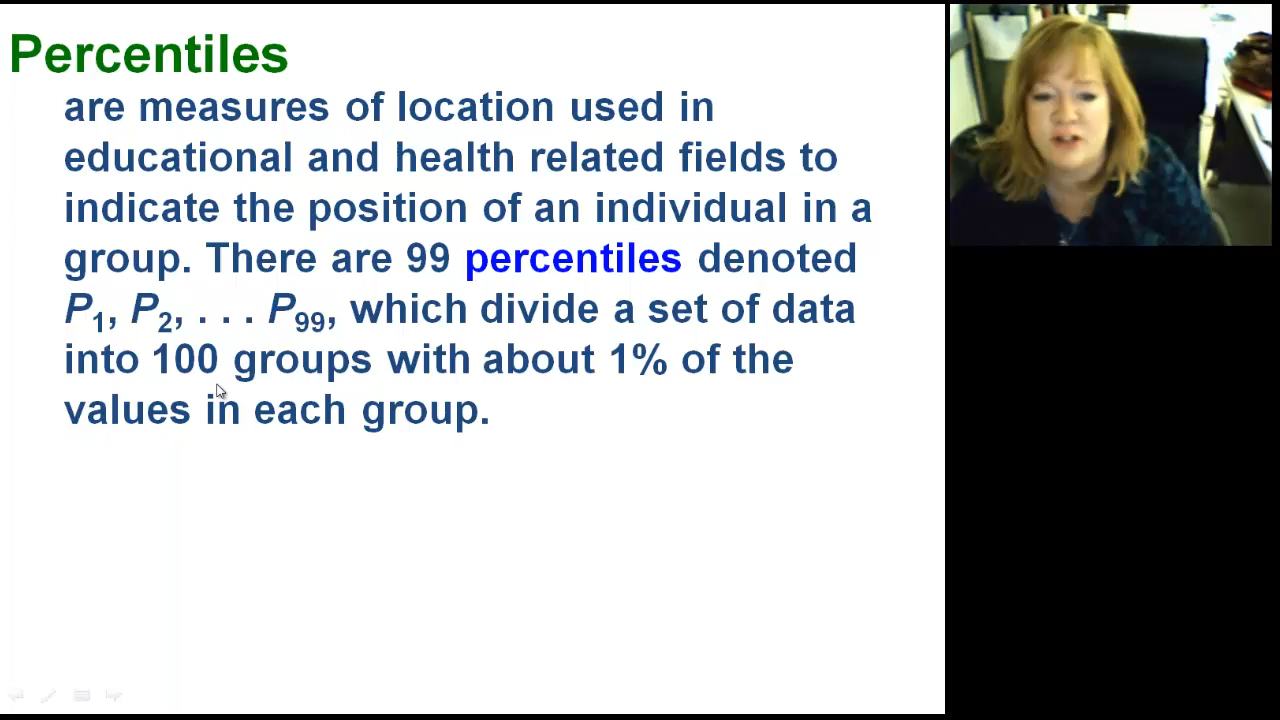 Percentiles
are measures of location used in
educational and health related fields to
indicate the position of an individual in a
group. There are 99 percentiles denoted
P1, P2, . . . P99, which divide a set of data
into 100 groups with about 1% of the
values in each group.